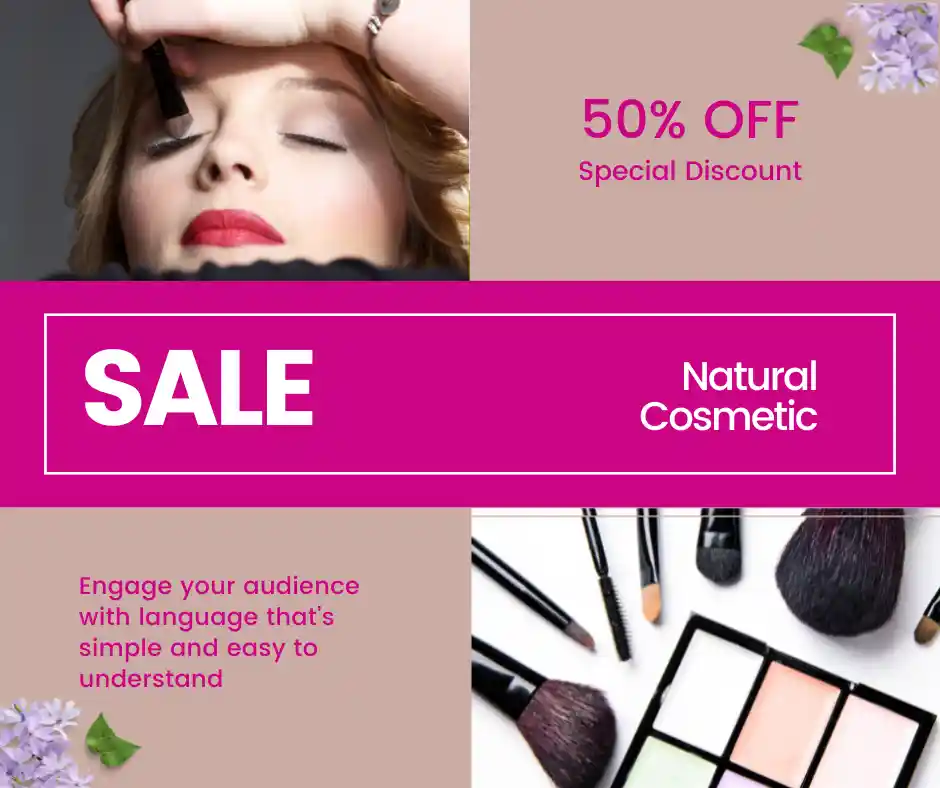 50% OFF
Special Discount
SALE
Natural
Cosmetic
Engage your audience
with language that's
simple and easy to
understand